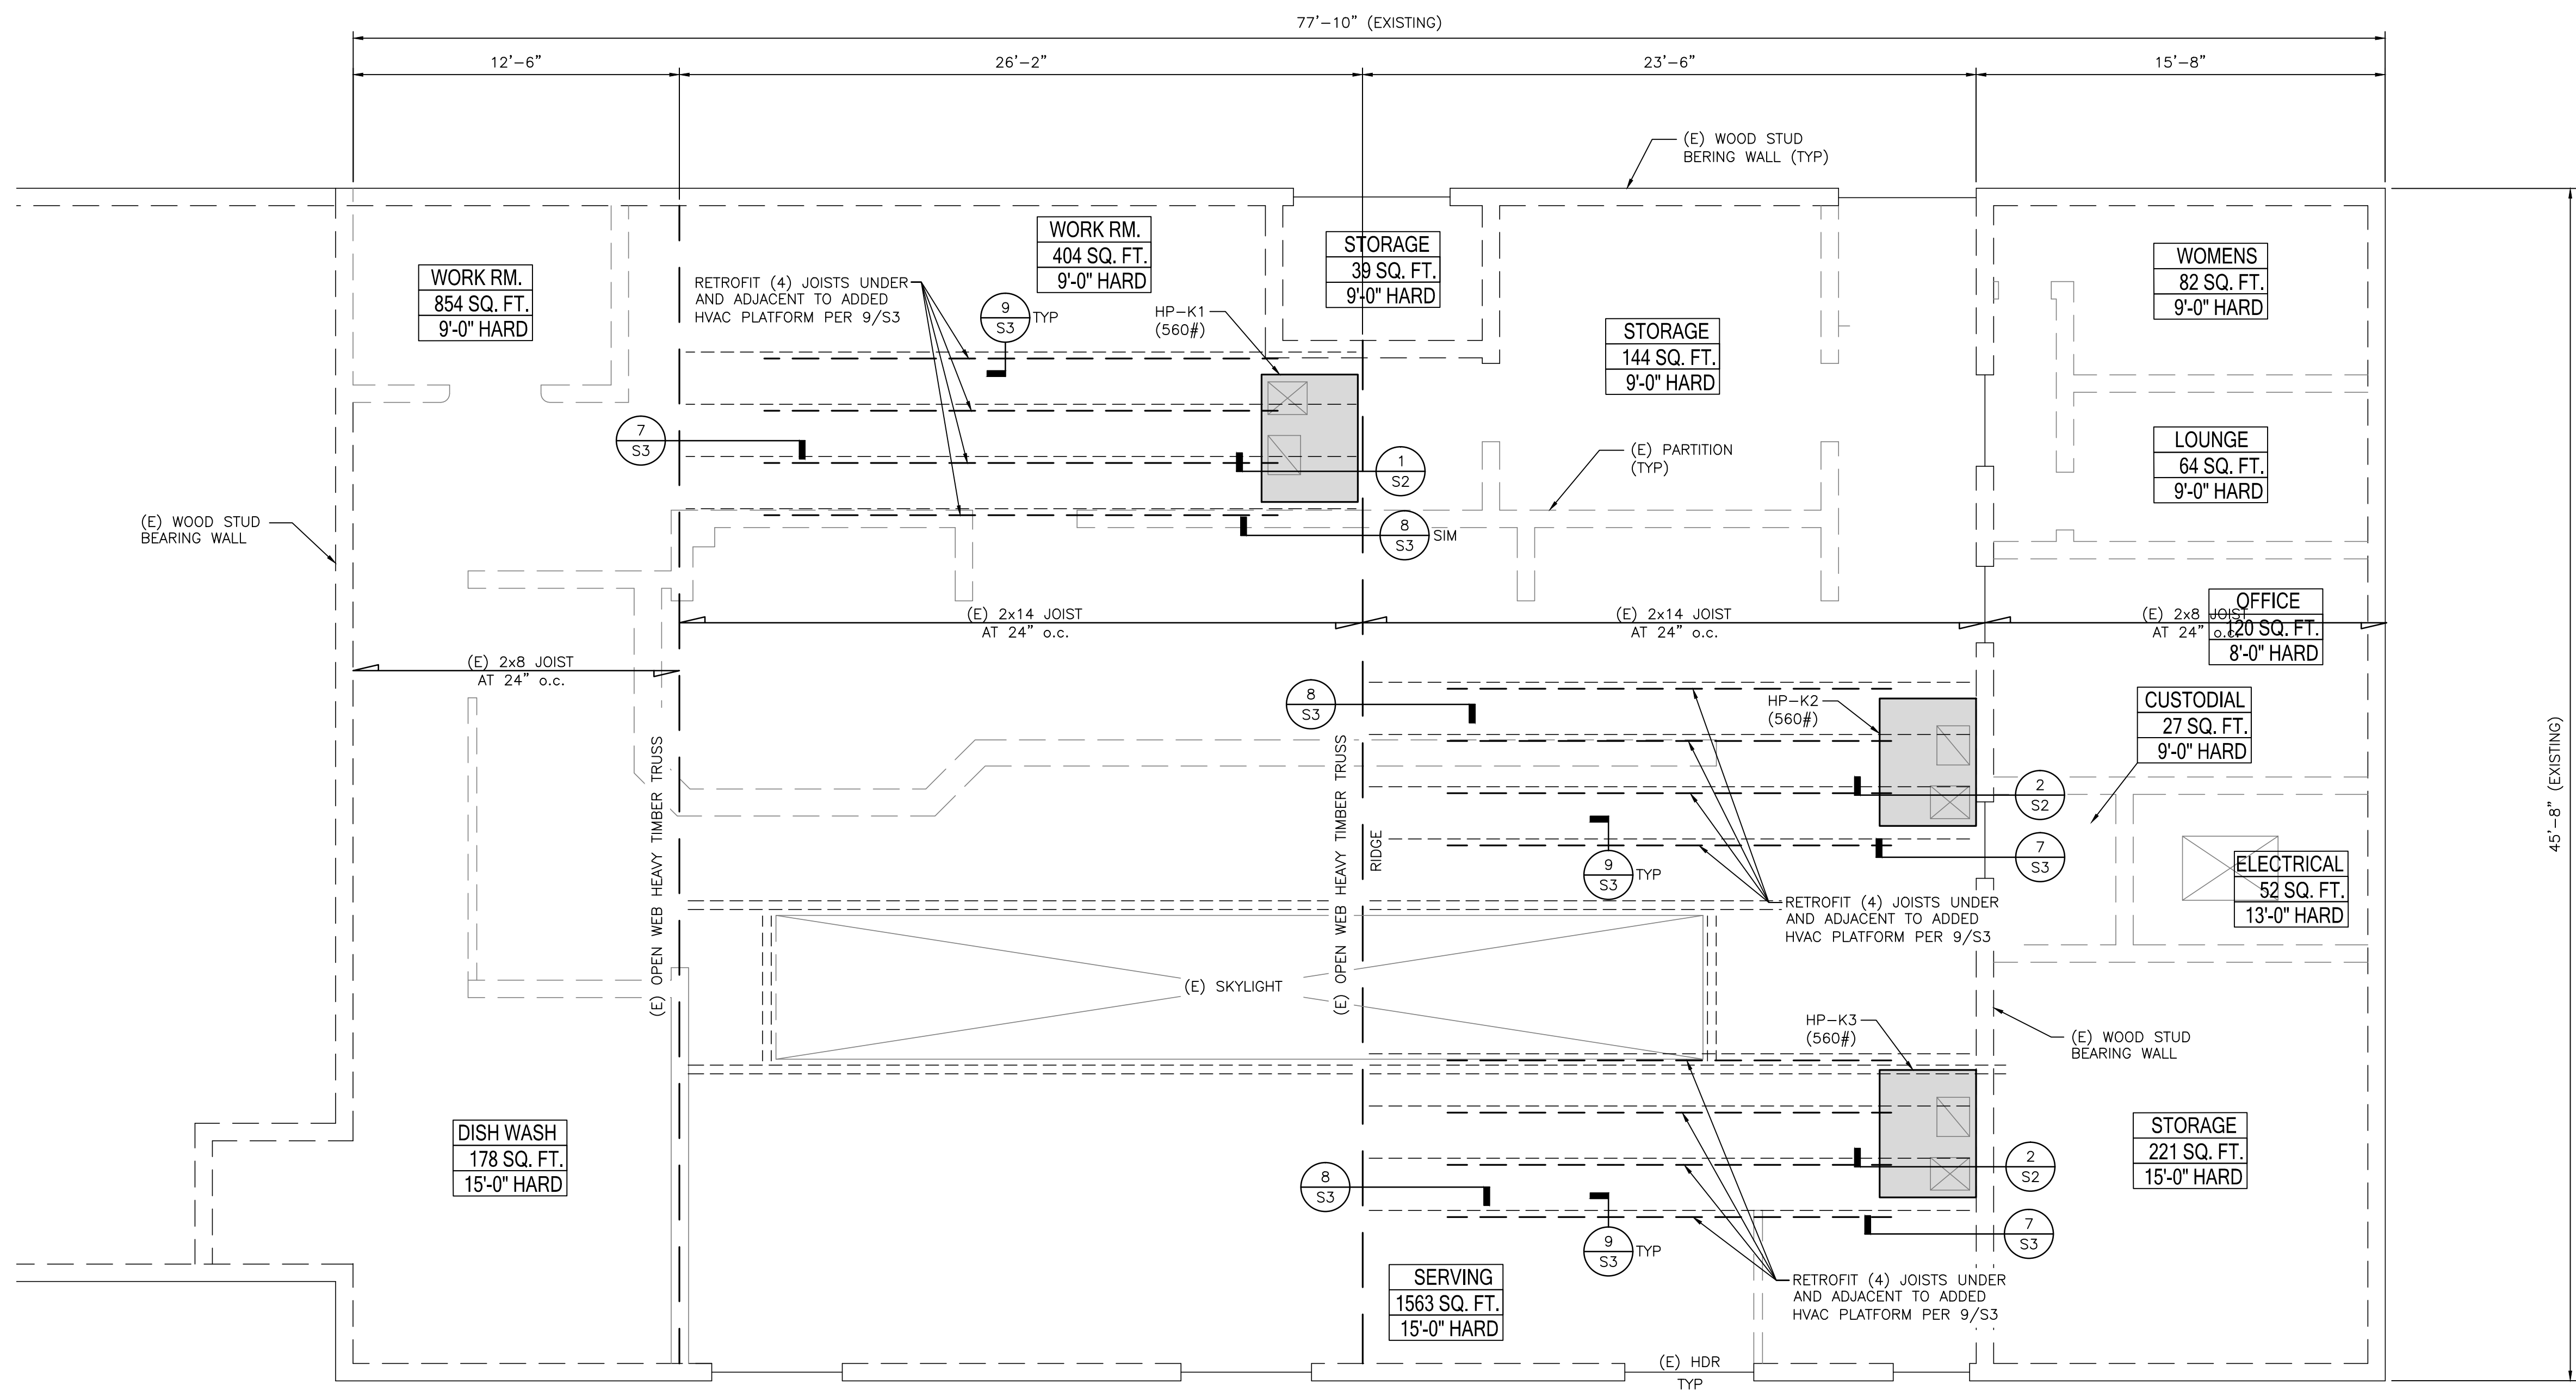 77'-10" (EXISTING)
12'-6"
26'-2"
23'-6"
15'-8"
(E) WOOD STUD
BERING WALL (TYP)
WORK RM.
854 SQ. FT.
9'-0" HARD
RETROFIT (4) JOISTS UNDER
AND ADJACENT TO ADDED
HVAC PLATFORM PER 9/S3
WORK RM.
404 SQ. FT.
9'-0" HARD
9
S3
TYP
HP-K1
(560#)
STORAGE
39 SQ. FT.
9'-0" HARD
STORAGE
144 SQ. FT.
9'-0" HARD
WOMENS
82 SQ. FT.
9'-0" HARD
7
S3
1
S2
(E) PARTITION
(TYP)
LOUNGE
64 SQ. FT.
9'-0" HARD
(E) WOOD STUD
BEARING WALL
8
S3
SIM
(E) 2x8 JOIST
AT 24" o.c.
(E) 2x14 JOIST
AT 24" o.c.
(E) 2x14 JOIST
AT 24" o.c.
(E) 2x8 JOIST
AT 24" o.c.
OFFICE
120 SQ. FT.
8'-0" HARD
8
S3
HP-K2
(560#)
CUSTODIAL
27 SQ. FT.
9'-0" HARD
45'-8" (EXISTING)
(E) OPEN WEB HEAVY TIMBER TRUSS
(E) OPEN WEB HEAVY TIMBER TRUSS
RIDGE
2
S2
7
S3
9
S3
TYP
RETROFIT (4) JOISTS UNDER
AND ADJACENT TO ADDED
HVAC PLATFORM PER 9/S3
ELECTRICAL
52 SQ. FT.
13'-0" HARD
(E) SKYLIGHT
HP-K3
(560#)
(E) WOOD STUD
BEARING WALL
DISH WASH
178 SQ. FT.
15'-0" HARD
8
S3
2
S2
STORAGE
221 SQ. FT.
15'-0" HARD
9
S3
TYP
7
S3
SERVING
1563 SQ. FT.
15'-0" HARD
RETROFIT (4) JOISTS UNDER
AND ADJACENT TO ADDED
HVAC PLATFORM PER 9/S3
(E) HDR
TYP